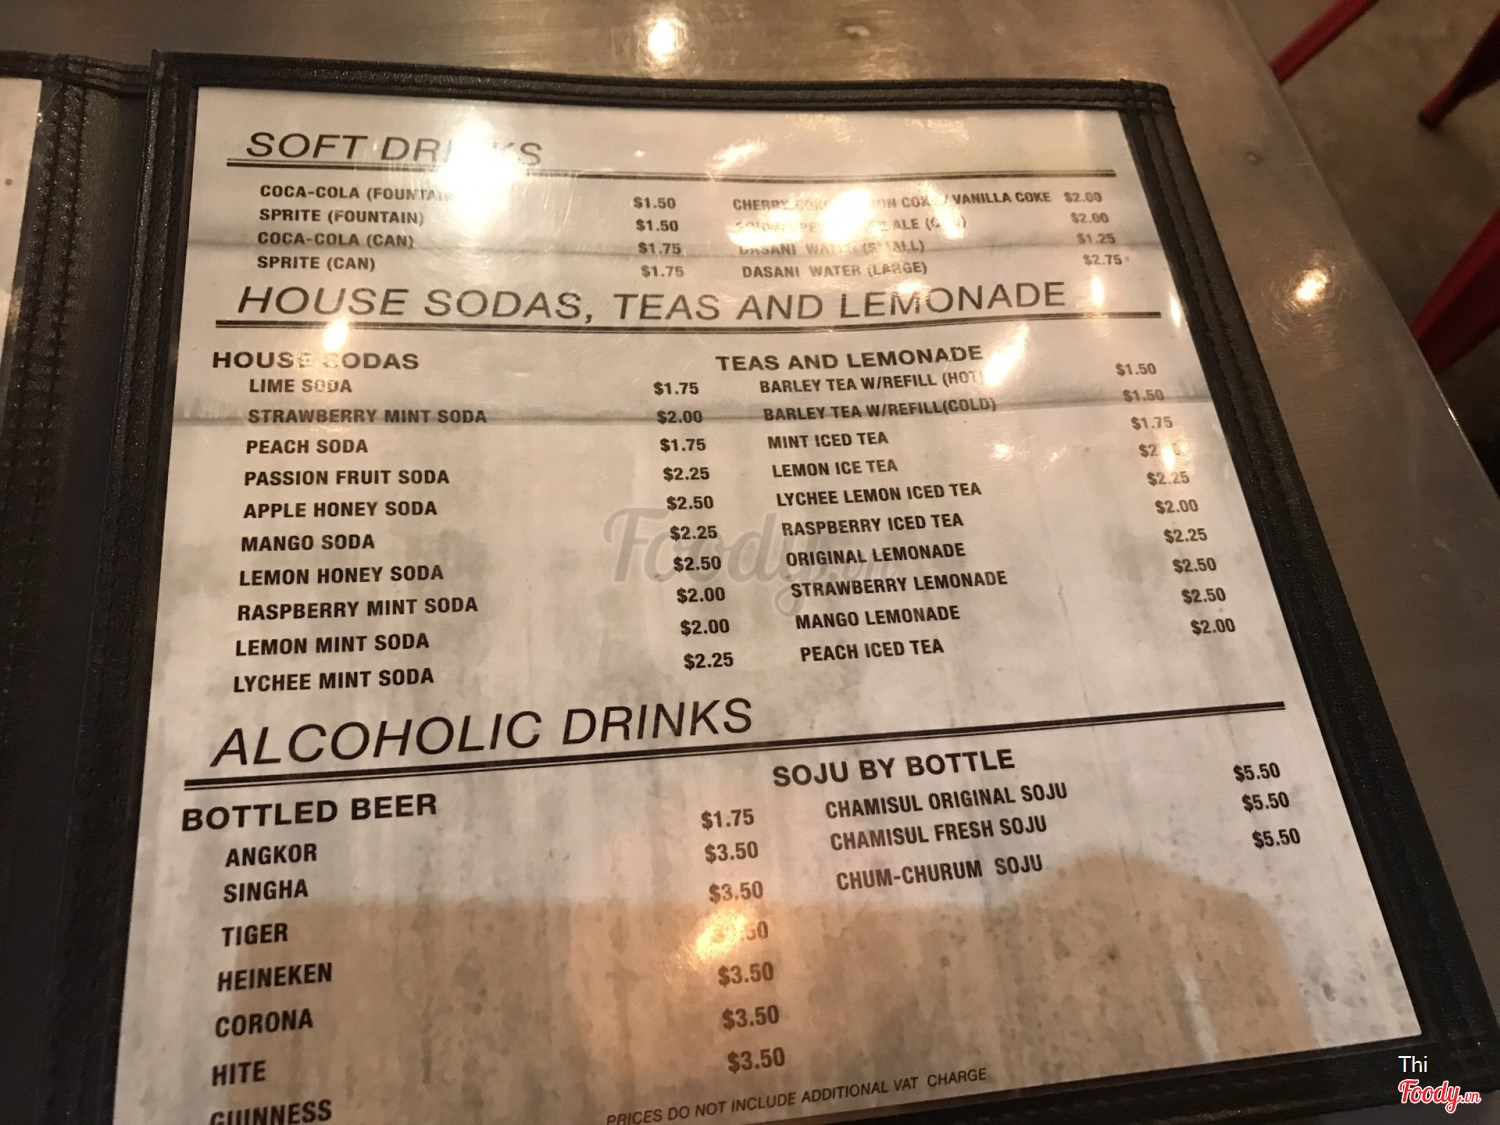 SOFT DRINKS
COCA-COLA (FOUNTAIN $1.50
SPRITE (FOUNTAIN) $1.50
COCA-COLA (CAN) $1.75
SPRITE (CAN) $1.75
CHERRY VANILLA COKE $2.00
ALE $2.00
DASANI WATER (SMALL) $1.25
DASANI WATER (LARGE) $2.75
HOUSE SODAS, TEAS AND LEMONADE
HOUSE SODAS
LIME SODA $1.75
STRAWBERRY MINT SODA $2.00
PEACH SODA $1.75
PASSION FRUIT SODA $2.25
APPLE HONEY SODA $2.50
MANGO SODA $2.25
LEMON HONEY SODA $2.50
RASPBERRY MINT SODA $2.00
LEMON MINT SODA $2.00
LYCHEE MINT SODA $2.25
TEAS AND LEMONADE
BARLEY TEA W/REFILL (HOT) $1.50
BARLEY TEA W/REFILL(COLD) $1.50
MINT ICED TEA $1.75
LEMON ICE TEA
LYCHEE LEMON ICED TEA $2.25
RASPBERRY ICED TEA $2.00
ORIGINAL LEMONADE $2.25
STRAWBERRY LEMONADE $2.50
MANGO LEMONADE $2.50
PEACH ICED TEA $2.00
ALCOHOLIC DRINKS
BOTTLED BEER
ANGKOR $1.75
SINGHA $3.50
TIGER $3.50
HEINEKEN
CORONA $3.50
HITE $3.50
GUINNESS $3.50
SOJU BY BOTTLE
CHAMISUL ORIGINAL SOJU $5.50
CHAMISUL FRESH SOJU $5.50
CHUM-CHURUM SOJU $5.50
PRICES DO NOT INCLUDE ADDITIONAL VAT CHARGE
Foody.vn
Thi
Foody.vn